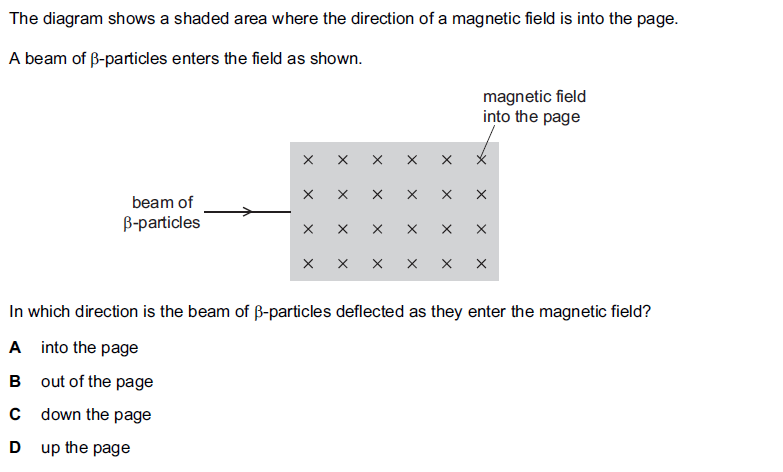 The diagram shows a shaded area where the direction of a magnetic field is into the page.
A beam of β-particles enters the field as shown.
magnetic field
into the page
× × × × × ×
× × × × × ×
beam of
β-particles
× × × × × ×
× × × × × ×
In which direction is the beam of β-particles deflected as they enter the magnetic field?
A into the page
B out of the page
C down the page
D up the page